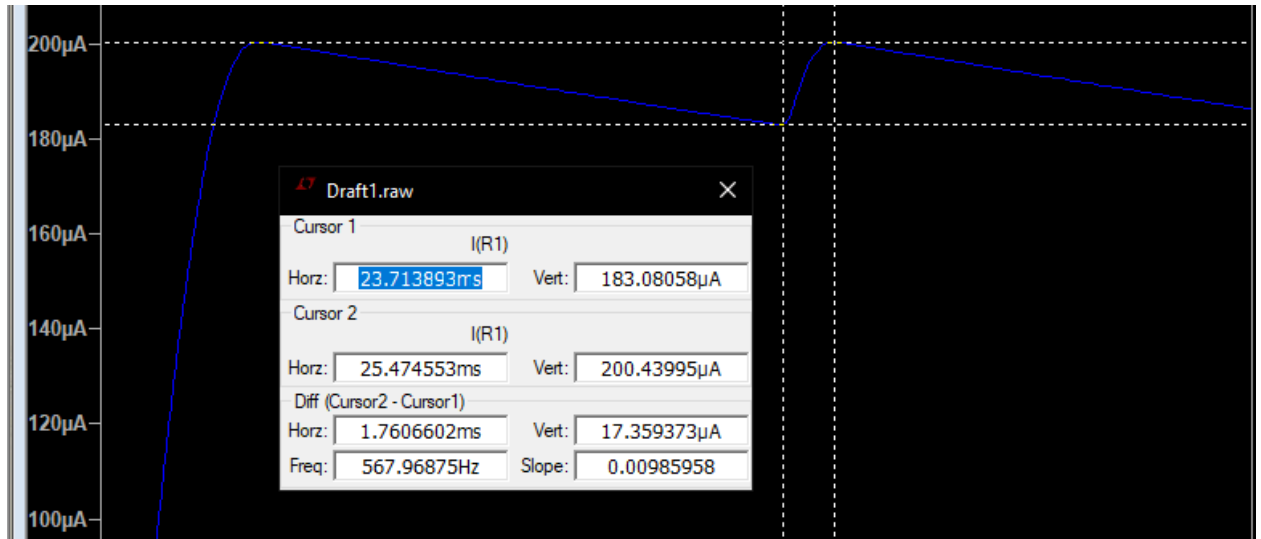 200µA
180µA
160µA
140µA
120µA
100µA
Draft1.raw
Cursor 1
I(R1)
Horz: 23.713893ms Vert: 183.08058µA
Cursor 2
I(R1)
Horz: 25.474553ms Vert: 200.43995µA
Diff (Cursor2 - Cursor1)
Horz: 1.7606602ms Vert: 17.359373µA
Freq: 567.96875Hz Slope: 0.00985958